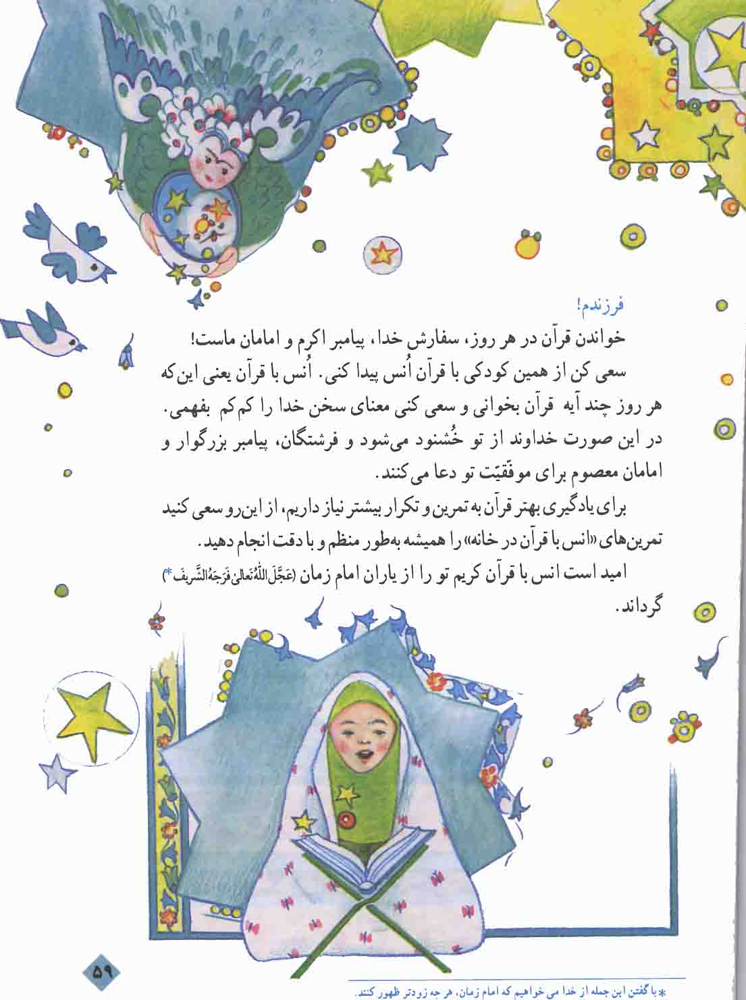 فرزندم!
خواندن قرآن در هر روز، سفارش خدا، پیامبر اکرم و امامان ماست!
سعی کن از همین کودکی با قرآن اُنس پیدا کنی. اُنس با قرآن یعنی این‌که
هر روز چند آیه قرآن بخوانی و سعی کنی معنای سخن خدا را کم‌کم بفهمی.
در این صورت خداوند از تو خُشنود می‌شود و فرشتگان، پیامبر بزرگوار و
امامان معصوم برای موفّقیّت تو دعا می‌کنند.
برای یادگیری بهتر قرآن به تمرین و تکرار بیشتر نیاز داریم، از این‌رو سعی کنید
تمرین‌های «انس با قرآن در خانه» را همیشه به‌طور منظم و با دقت انجام دهید.
امید است انس با قرآن کریم تو را از یاران امام زمان (عَجَّلَ اللّٰهُ تَعالیٰ فَرَجَهُ الشَّریفَ*)
گرداند.
*با گفتن این جمله از خدا می خواهیم که امام زمان، هر چه زودتر ظهور کنند.
۵۹